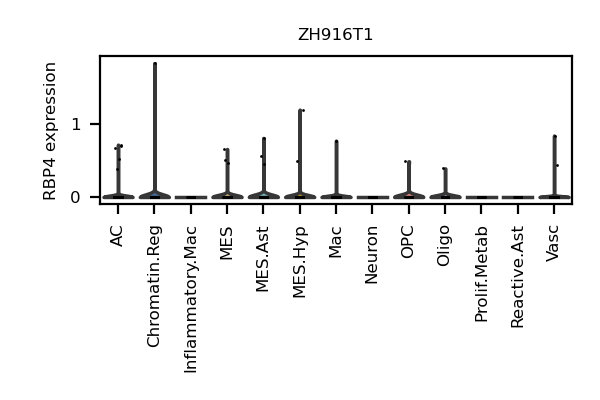 ZH916T1
RBP4 expression
1
0
AC
Chromatin.Reg
Inflammatory.Mac
MES
MES.Ast
MES.Hyp
Mac
Neuron
OPC
Oligo
Prolif.Metab
Reactive.Ast
Vasc